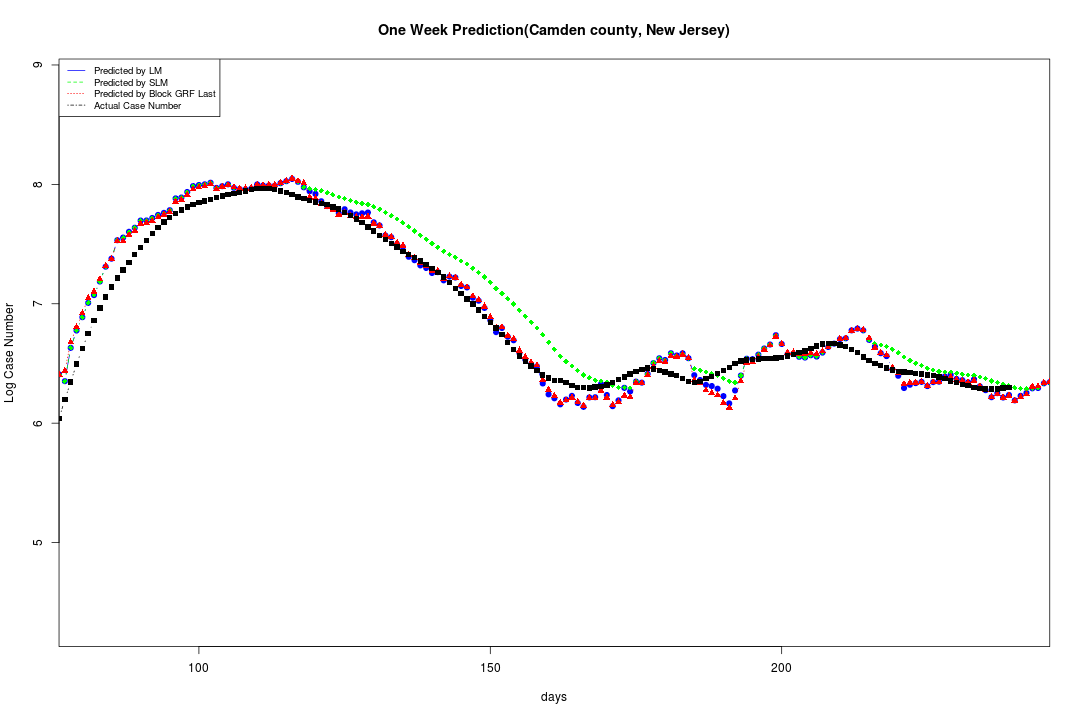 One Week Prediction(Camden county, New Jersey)
Predicted by LM
Predicted by SLM
Predicted by Block GRF Last
Actual Case Number
Log Case Number
9
8
7
6
5
100 150 200
days